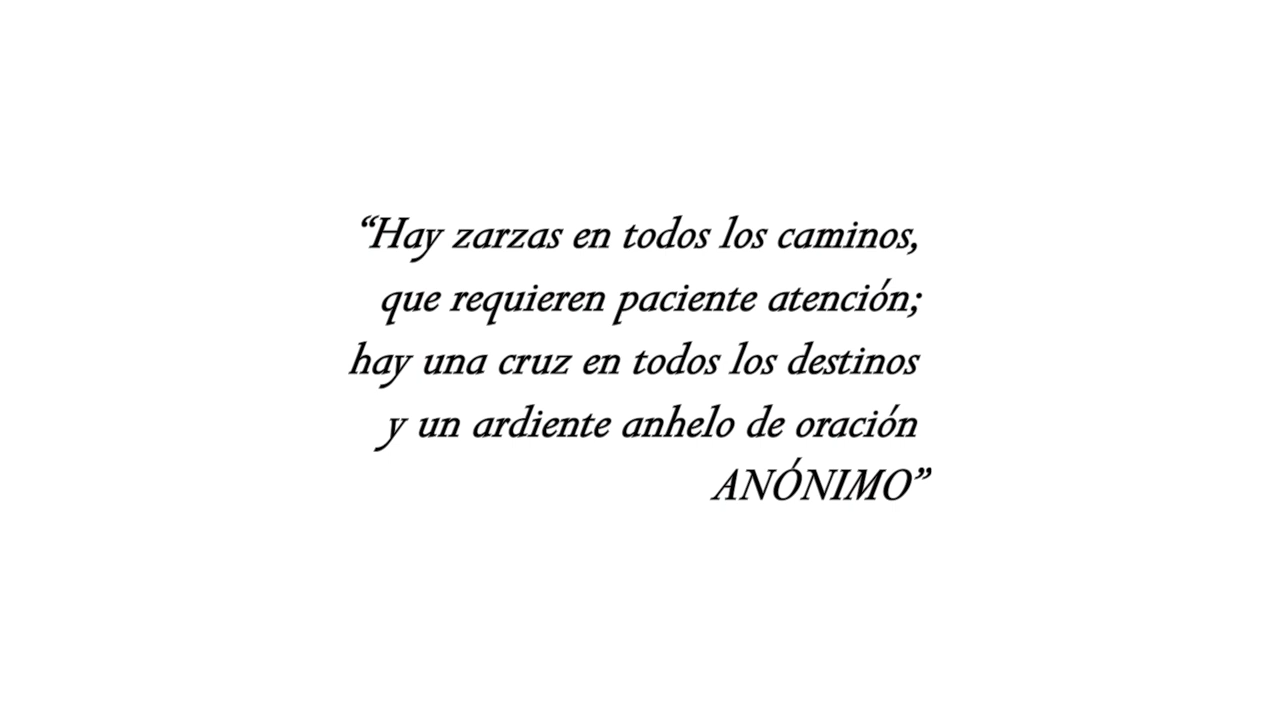 “Hay zarzas en todos los caminos,
que requieren paciente atención;
hay una cruz en todos los destinos
y un ardiente anhelo de oración
ANÓNIMO”